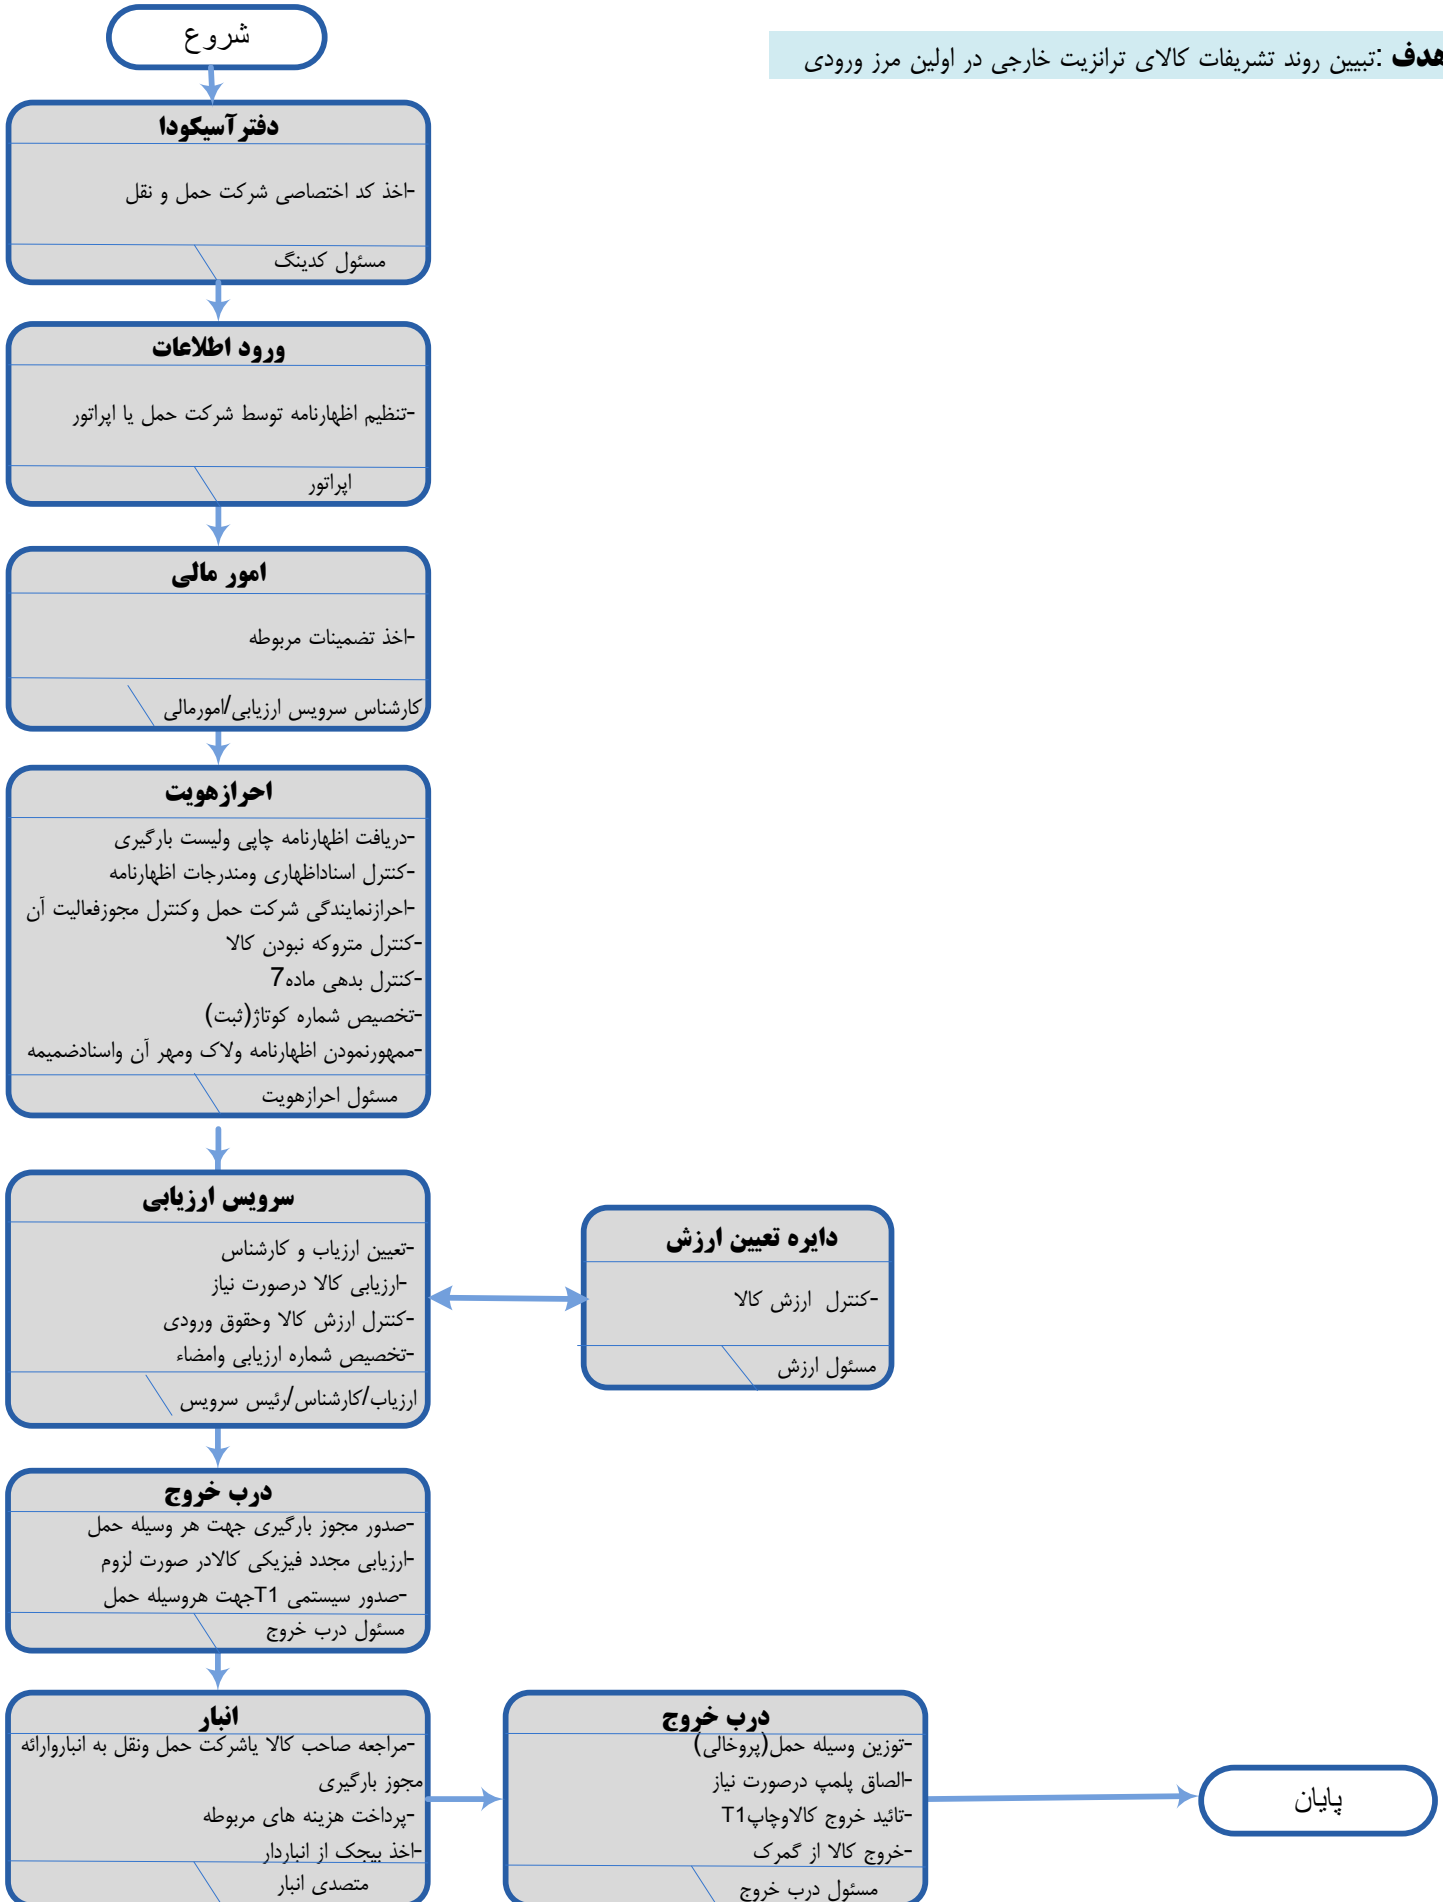 هدف :تبیین روند تشریفات کالای ترانزیت خارجی در اولین مرز ورودی
شروع
دفترآسیکودا
-اخذ کد اختصاصی شرکت حمل و نقل
مسئول کدینگ
ورود اطلاعات
-تنظیم اظهارنامه توسط شرکت حمل یا اپراتور
اپراتور
امور مالی
-اخذ تضمینات مربوطه
کارشناس سرویس ارزیابی/امورمالی
احرازهویت
-دریافت اظهارنامه چاپی ولیست بارگیری
-کنترل اسناداظهاری ومندرجات اظهارنامه
-احرازنمایندگی شرکت حمل وکنترل مجوزفعالیت آن
-کنترل متروکه نبودن کالا
-کنترل بدهی ماده7
-تخصیص شماره کوتاژ(ثبت)
-ممهورنمودن اظهارنامه ولاک ومهر آن واسنادضمیمه
مسئول احرازهویت
سرویس ارزیابی
-تعیین ارزیاب و کارشناس
-ارزیابی کالا درصورت نیاز
-کنترل ارزش کالا وحقوق ورودی
-تخصیص شماره ارزیابی وامضاء
ارزیاب/کارشناس/رئیس سرویس
دایره تعیین ارزش
-کنترل ارزش کالا
مسئول ارزش
درب خروج
-صدور مجوز بارگیری جهت هر وسیله حمل
-ارزیابی مجدد فیزیکی کالادر صورت لزوم
-صدور سیستمی T1جهت هروسیله حمل
مسئول درب خروج
انبار
-مراجعه صاحب کالا یاشرکت حمل ونقل به انباروارائه
مجوز بارگیری
-پرداخت هزینه های مربوطه
-اخذ بیجک از انباردار
متصدی انبار
درب خروج
-توزین وسیله حمل(پروخالی)
-الصاق پلمپ درصورت نیاز
-تائید خروج کالاوچاپT1
-خروج کالا از گمرک
مسئول درب خروج
پایان